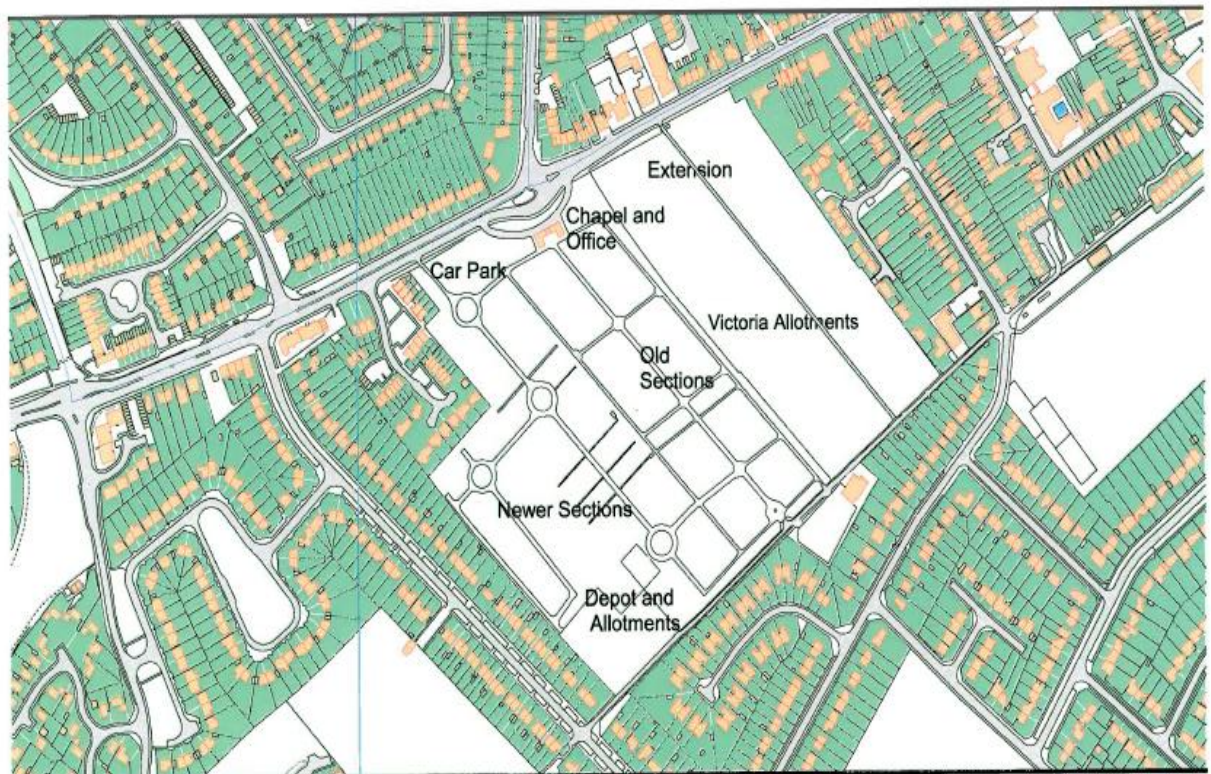 Extension
Chapel and
Office
Car Park
Victoria Allotments
Old
Sections
Newer Sections
Depot and
Allotments